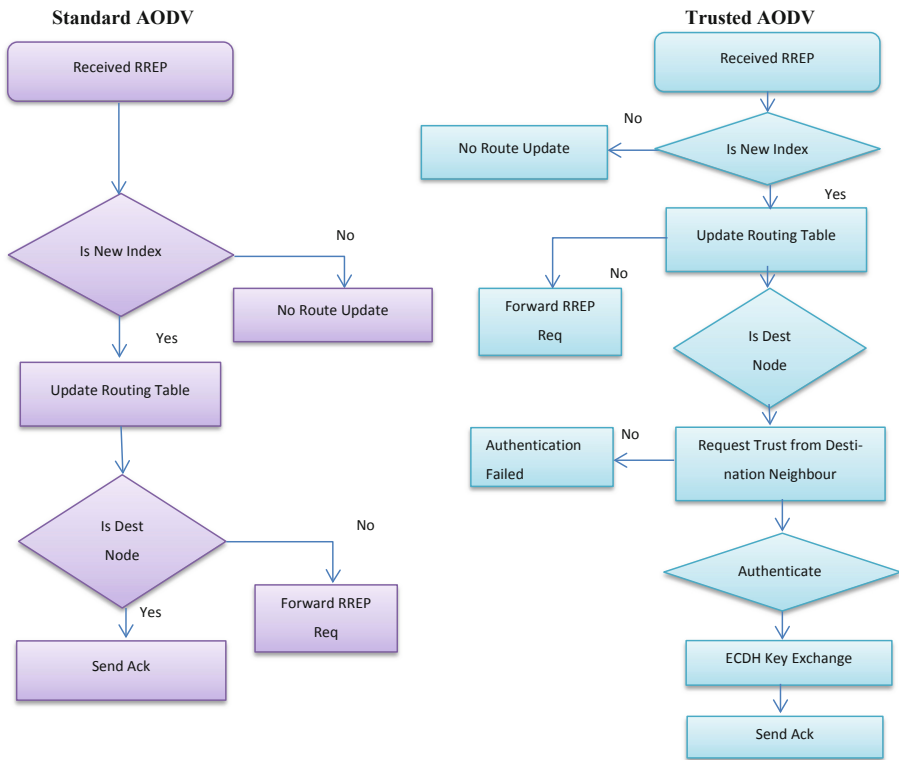 Standard AODV
Received RREP
Is New Index
No
No Route Update
Yes
Update Routing Table
Is Dest
Node
No
Yes
Forward RREP
Req
Send Ack
Trusted AODV
Received RREP
No
Is New Index
No Route Update
Yes
Update Routing Table
No
Forward RREP
Req
Is Dest
Node
No
Authentication
Failed
Request Trust from Desti-
nation Neighbour
Authenticate
ECDH Key Exchange
Send Ack